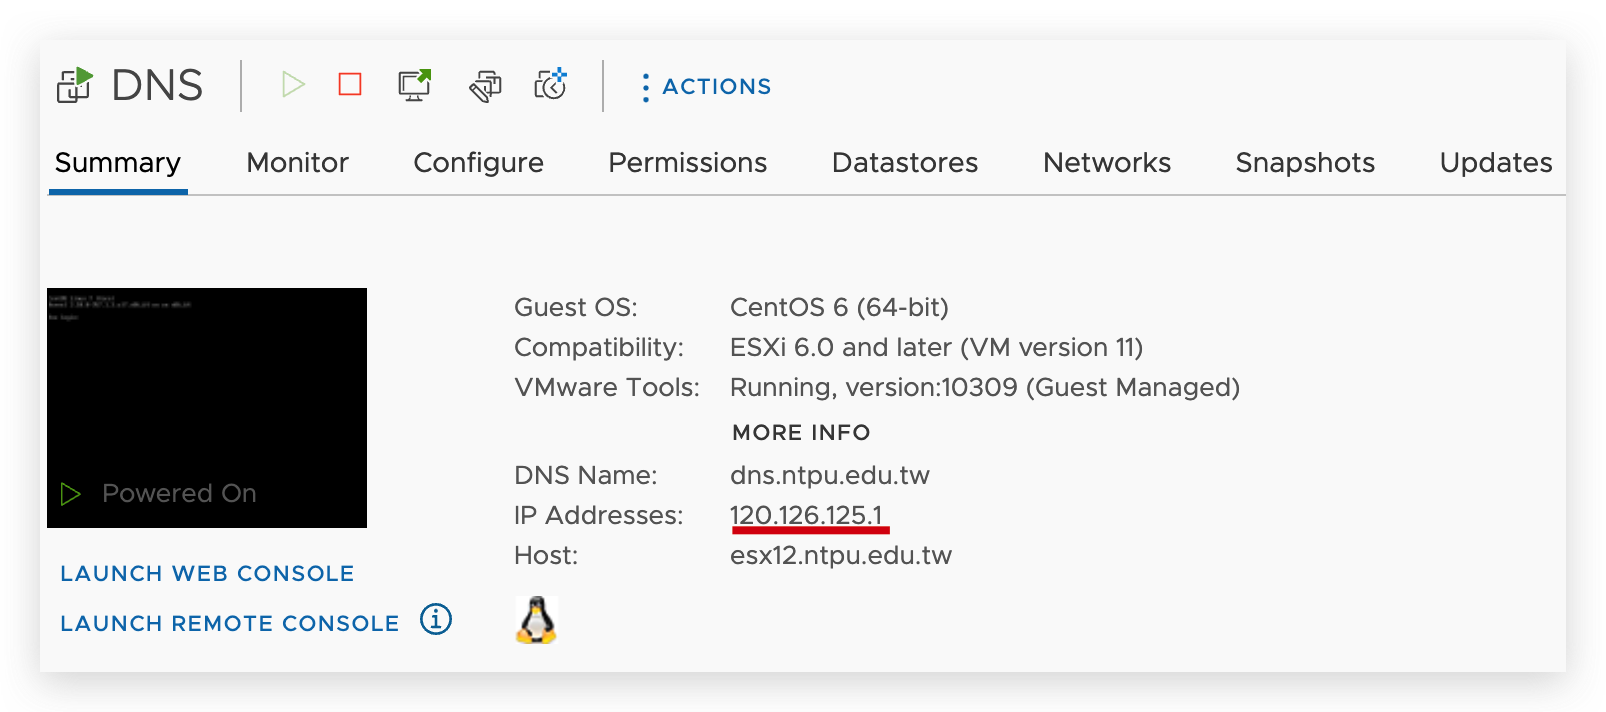 DNS
ACTIONS
Summary Monitor Configure Permissions Datastores Networks Snapshots Updates
Guest OS: CentOS 6 (64-bit)
Compatibility: ESXi 6.0 and later (VM version 11)
VMware Tools: Running, version:10309 (Guest Managed)
MORE INFO
DNS Name: dns.ntpu.edu.tw
Powered On
IP Addresses: 120.126.125.1
Host: esx12.ntpu.edu.tw
LAUNCH WEB CONSOLE
LAUNCH REMOTE CONSOLE